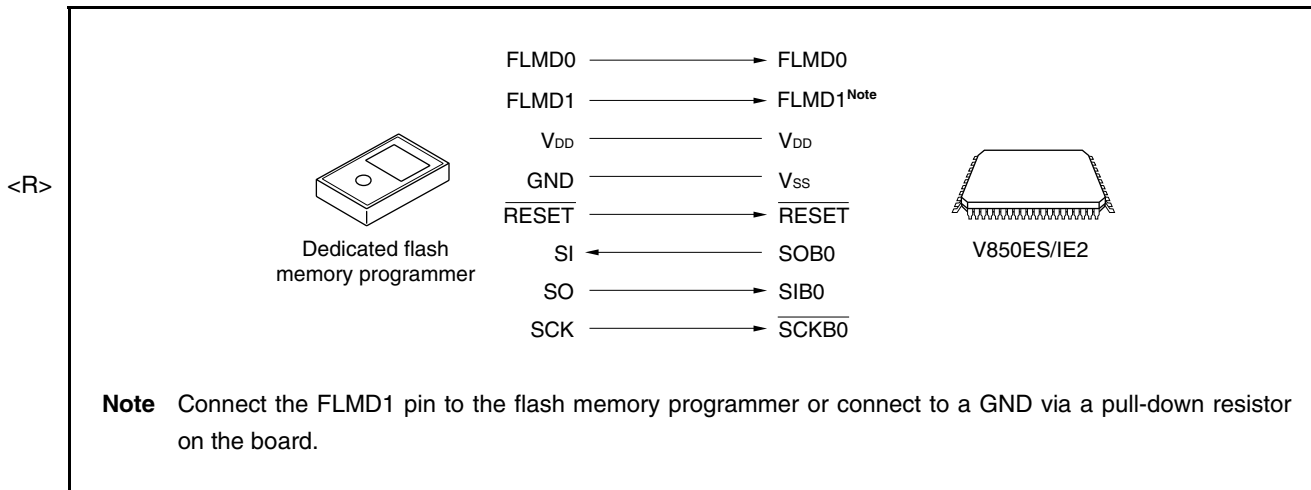 FLMD0 FLMD0
FLMD1 FLMD1Note
VDD VDD
<R>
GND VSS
RESET RESET
Dedicated flash
memory programmer
SI SOB0
V850ES/IE2
SO SIB0
SCK SCKB0
Note Connect the FLMD1 pin to the flash memory programmer or connect to a GND via a pull-down resistor
on the board.